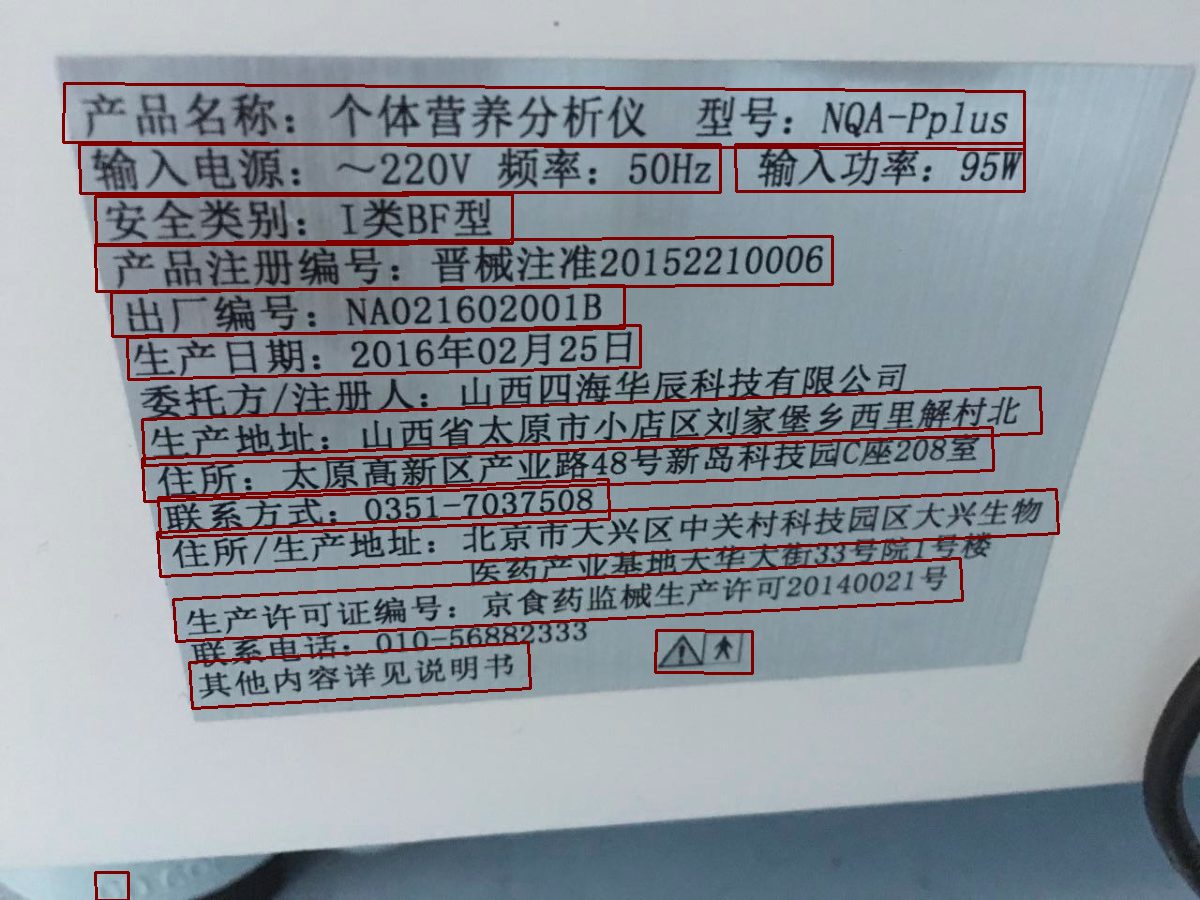 产品名称：个体营养分析仪 型号：NQA-Pplus
输入电源：～220V 频率：50Hz 输入功率：95W
安全类别：I类BF型
产品注册编号：晋械注准20152210006
出厂编号：NA021602001B
生产日期：2016年02月25日
委托方/注册人：山西四海华辰科技有限公司
生产地址：山西省太原市小店区刘家堡乡西里解村北
住所：太原高新区产业路48号新岛科技园C座208室
联系方式：0351-7037508
住所/生产地址：北京市大兴区中关村科技园区大兴生物
医药产业基地天华大街33号院1号楼
生产许可证编号：京食药监械生产许可20140021号
联系电话：010-56882333
其他内容详见说明书